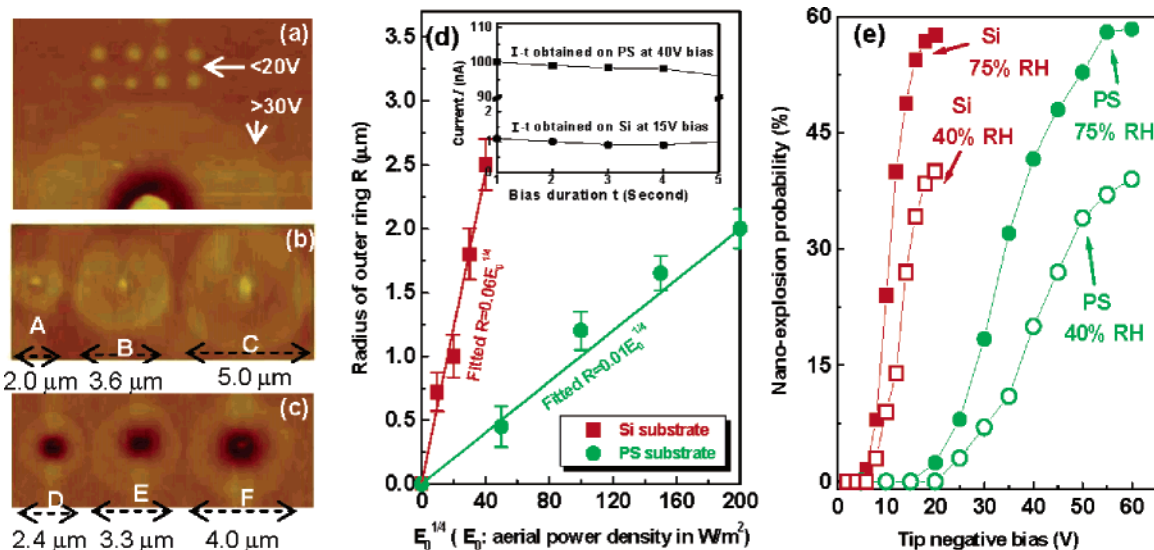 (a)
<20V
>30V
(b)
A
B
C
2.0 μm
3.6 μm
5.0 μm
(c)
D
E
F
2.4 μm
3.3 μm
4.0 μm
(d)
Radius of outer ring R (μm)
3.5
3.0
2.5
2.0
1.5
1.0
0.5
0.0
0
40
80
120
160
200
E₀^1/4 ( E₀: aerial power density in W/m²)
Current I (nA)
110
100
90
2
1
0
I-t obtained on PS at 40V bias
I-t obtained on Si at 15V bias
1
2
3
4
5
Bias duration t (Second)
Fitted R=0.06E₀^1/4
Fitted R=0.01E₀^1/4
Si substrate
PS substrate
(e)
Nano-explosion probability (%)
60
45
30
15
0
0
10
20
30
40
50
60
Tip negative bias (V)
Si
75% RH
Si
40% RH
PS
75% RH
PS
40% RH